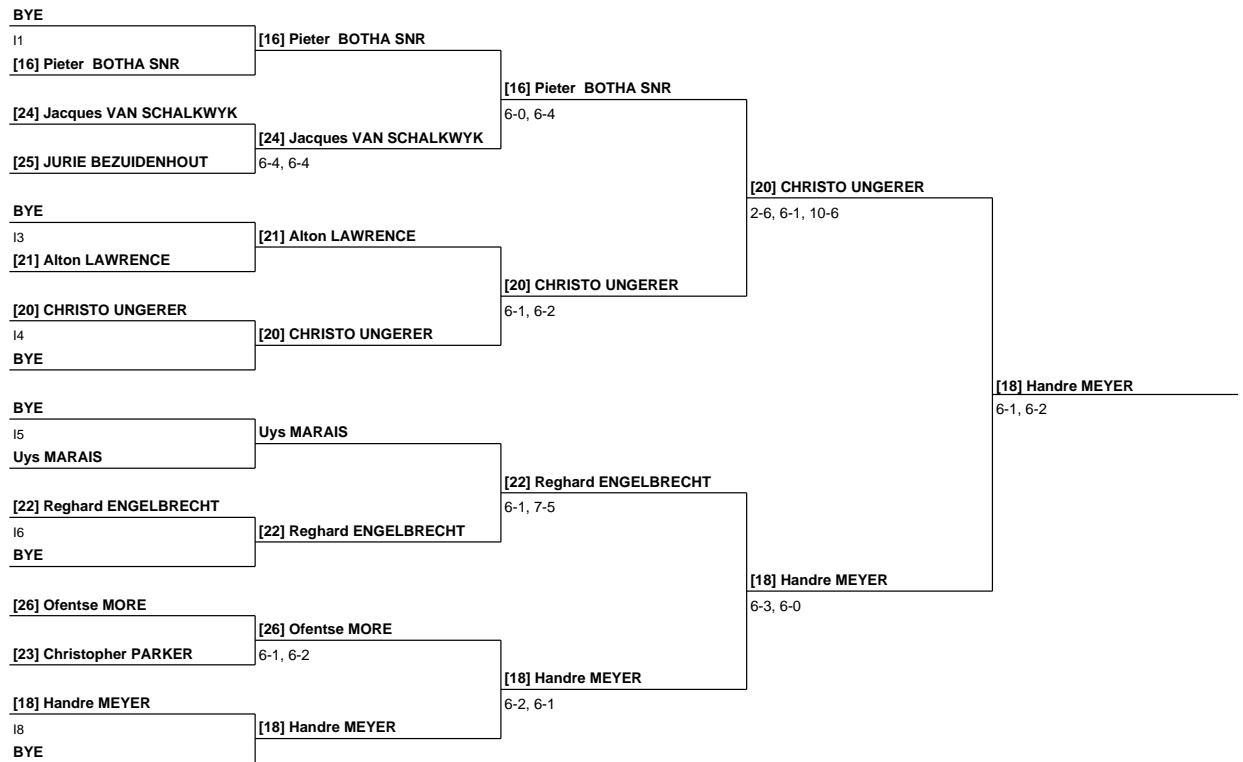 BYE
I1
[16] Pieter  BOTHA SNR
[24] Jacques VAN SCHALKWYK
[25] JURIE BEZUIDENHOUT
BYE
I3
[21] Alton LAWRENCE
[20] CHRISTO UNGERER
I4
BYE
BYE
I5
Uys MARAIS
[22] Reghard ENGELBRECHT
I6
BYE
[26] Ofentse MORE
[23] Christopher PARKER
[18] Handre MEYER
I8
BYE
[16] Pieter  BOTHA SNR
[24] Jacques VAN SCHALKWYK
6-4, 6-4
[21] Alton LAWRENCE
[20] CHRISTO UNGERER
Uys MARAIS
[22] Reghard ENGELBRECHT
[26] Ofentse MORE
6-1, 6-2
[18] Handre MEYER
[16] Pieter  BOTHA SNR
6-0, 6-4
[20] CHRISTO UNGERER
6-1, 6-2
[22] Reghard ENGELBRECHT
6-1, 7-5
[18] Handre MEYER
6-2, 6-1
[20] CHRISTO UNGERER
2-6, 6-1, 10-6
[18] Handre MEYER
6-3, 6-0
[18] Handre MEYER
6-1, 6-2